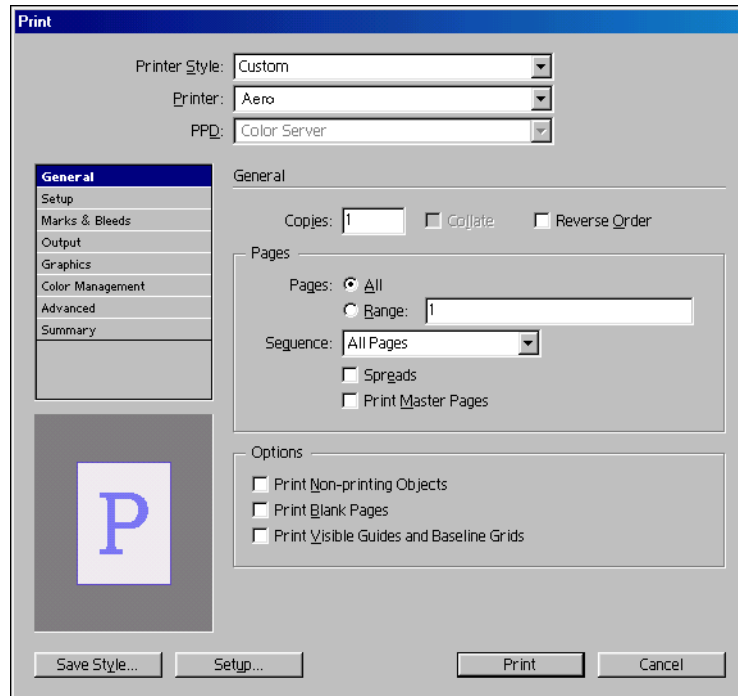 Print
Printer Style: Custom
Printer: Aero
PPD: Color Server
General
Setup
Marks & Bleeds
Output
Graphics
Color Management
Advanced
Summary
General
Copies: 1 Collate Reverse Order
Pages
Pages: All
Range: 1
Sequence: All Pages
Spreads
Print Master Pages
P
Options
Print Non-printing Objects
Print Blank Pages
Print Visible Guides and Baseline Grids
Save Style... Setup... Print Cancel